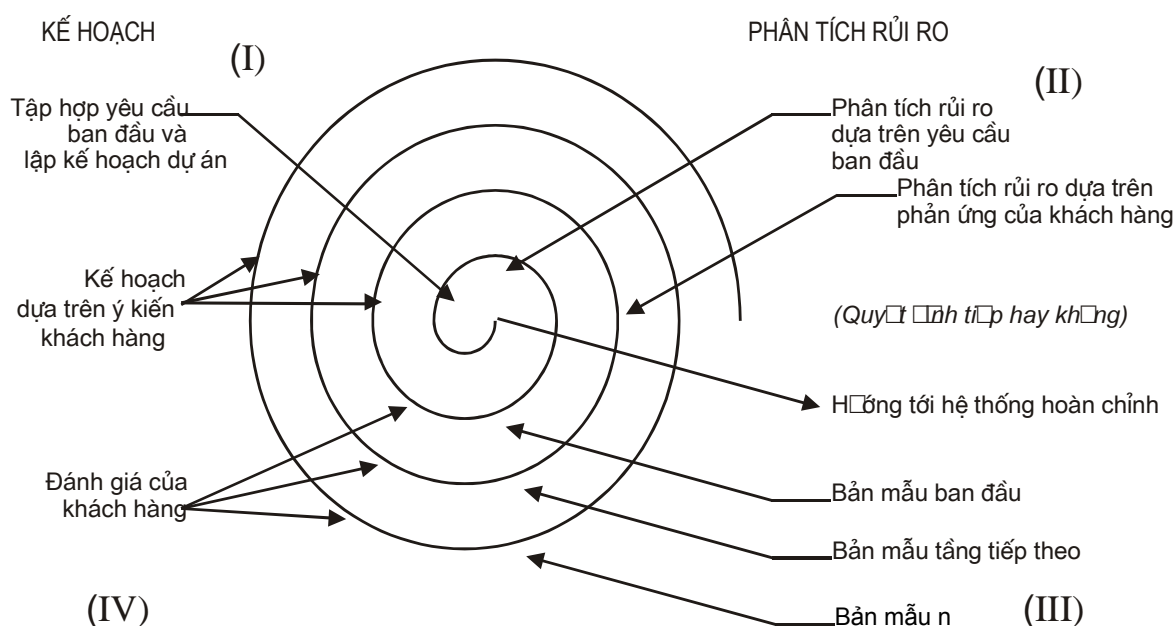 KẾ HOẠCH
PHÂN TÍCH RỦI RO
(I)
(II)
Tập hợp yêu cầu
ban đầu và
lập kế hoạch dự án
Phân tích rủi ro
dựa trên yêu cầu
ban đầu
Phân tích rủi ro dựa trên
phản ứng của khách hàng
Kế hoạch
dựa trên ý kiến
khách hàng
hay
tới hệ thống hoàn chỉnh
Đánh giá của
khách hàng
Bản mẫu ban đầu
Bản mẫu tầng tiếp theo
Bản mẫu n
(IV)
(III)